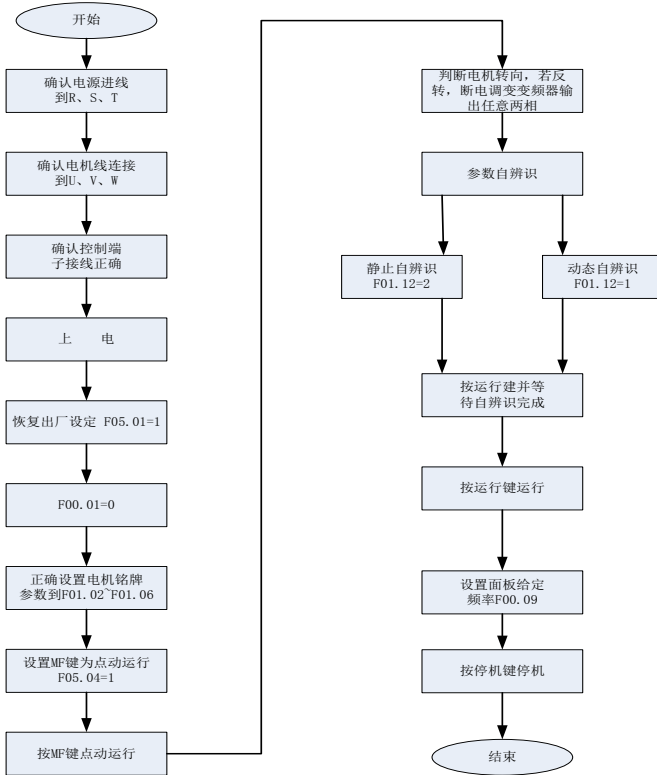 开始
确认电源进线
到R、S、T
确认电机线连接
到U、V、W
确认控制端
子接线正确
上 电
恢复出厂设定 F05.01=1
F00.01=0
正确设置电机铭牌
参数到F01.02~F01.06
设置MF键为点动运行
F05.04=1
按MF键点动运行
判断电机转向，若反
转，断电调变变频器输
出任意两相
参数自辨识
静止自辨识
F01.12=2
动态自辨识
F01.12=1
按运行建并等
待自辨识完成
按运行键运行
设置面板给定
频率F00.09
按停机键停机
结束